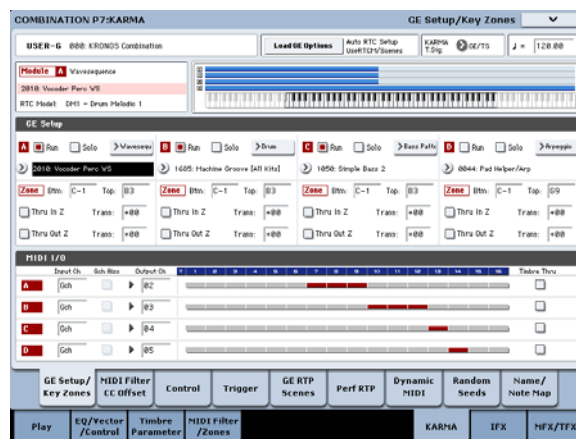 COMBINATION P7:KARMA GE Setup/Key Zones
USER-G 000: KRONOS Combination Load GE Options Auto RTC Setup UseRTCM/Scenes KARMA T.Sig GE/TS ♩ = 120.00
Module A Wavesequence
2010: Vocoder Perc WS
RTC Model: DM1 - Drum Melodic 1
GE Setup
A Run Solo >Wavesequ B Run Solo >Drum C Run Solo >Bass Patte D Run Solo >Arpeggio
2010: Vocoder Perc WS 1605: Machine Groove [All Kits] 1050: Simple Bass 2 0044: Pad Helper/Arp
Zone Btm: C-1 Top: B3 Zone Btm: C-1 Top: B3 Zone Btm: C-1 Top: B3 Zone Btm: C-1 Top: G9
Thru In Z Trans: +00 Thru In Z Trans: +00 Thru In Z Trans: +00 Thru In Z Trans: +00
Thru Out Z Trans: +00 Thru Out Z Trans: +00 Thru Out Z Trans: +00 Thru Out Z Trans: +00
MIDI I/O
Input Ch Output Ch T 1 2 3 4 5 6 7 8 9 10 11 12 13 14 15 16 Timbre Thru
A Gch 02
B Gch 03
C Gch 04
D Gch 05
GE Setup/ Key Zones MIDI Filter CC Offset Control Trigger GE RTP Scenes Perf RTP Dynamic MIDI Random Seeds Name/ Note Map
Play EQ/Vector /Control Timbre Parameter MIDI Filter /Zones KARMA IFX MFX/TFX